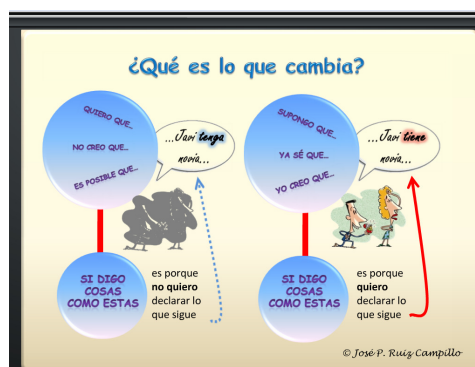 ¿Qué es lo que cambia?
QUIERO QUE...
NO CREO QUE...
ES POSIBLE QUE...
...Javi tenga
novia...
SI DIGO
COSAS
COMO ESTAS
es porque
no quiero
declarar lo
que sigue
SUPONGO QUE...
YA SÉ QUE...
YO CREO QUE...
...Javi tiene
novia...
SI DIGO
COSAS
COMO ESTAS
es porque
quiero
declarar lo
que sigue
© José P. Ruiz Campillo